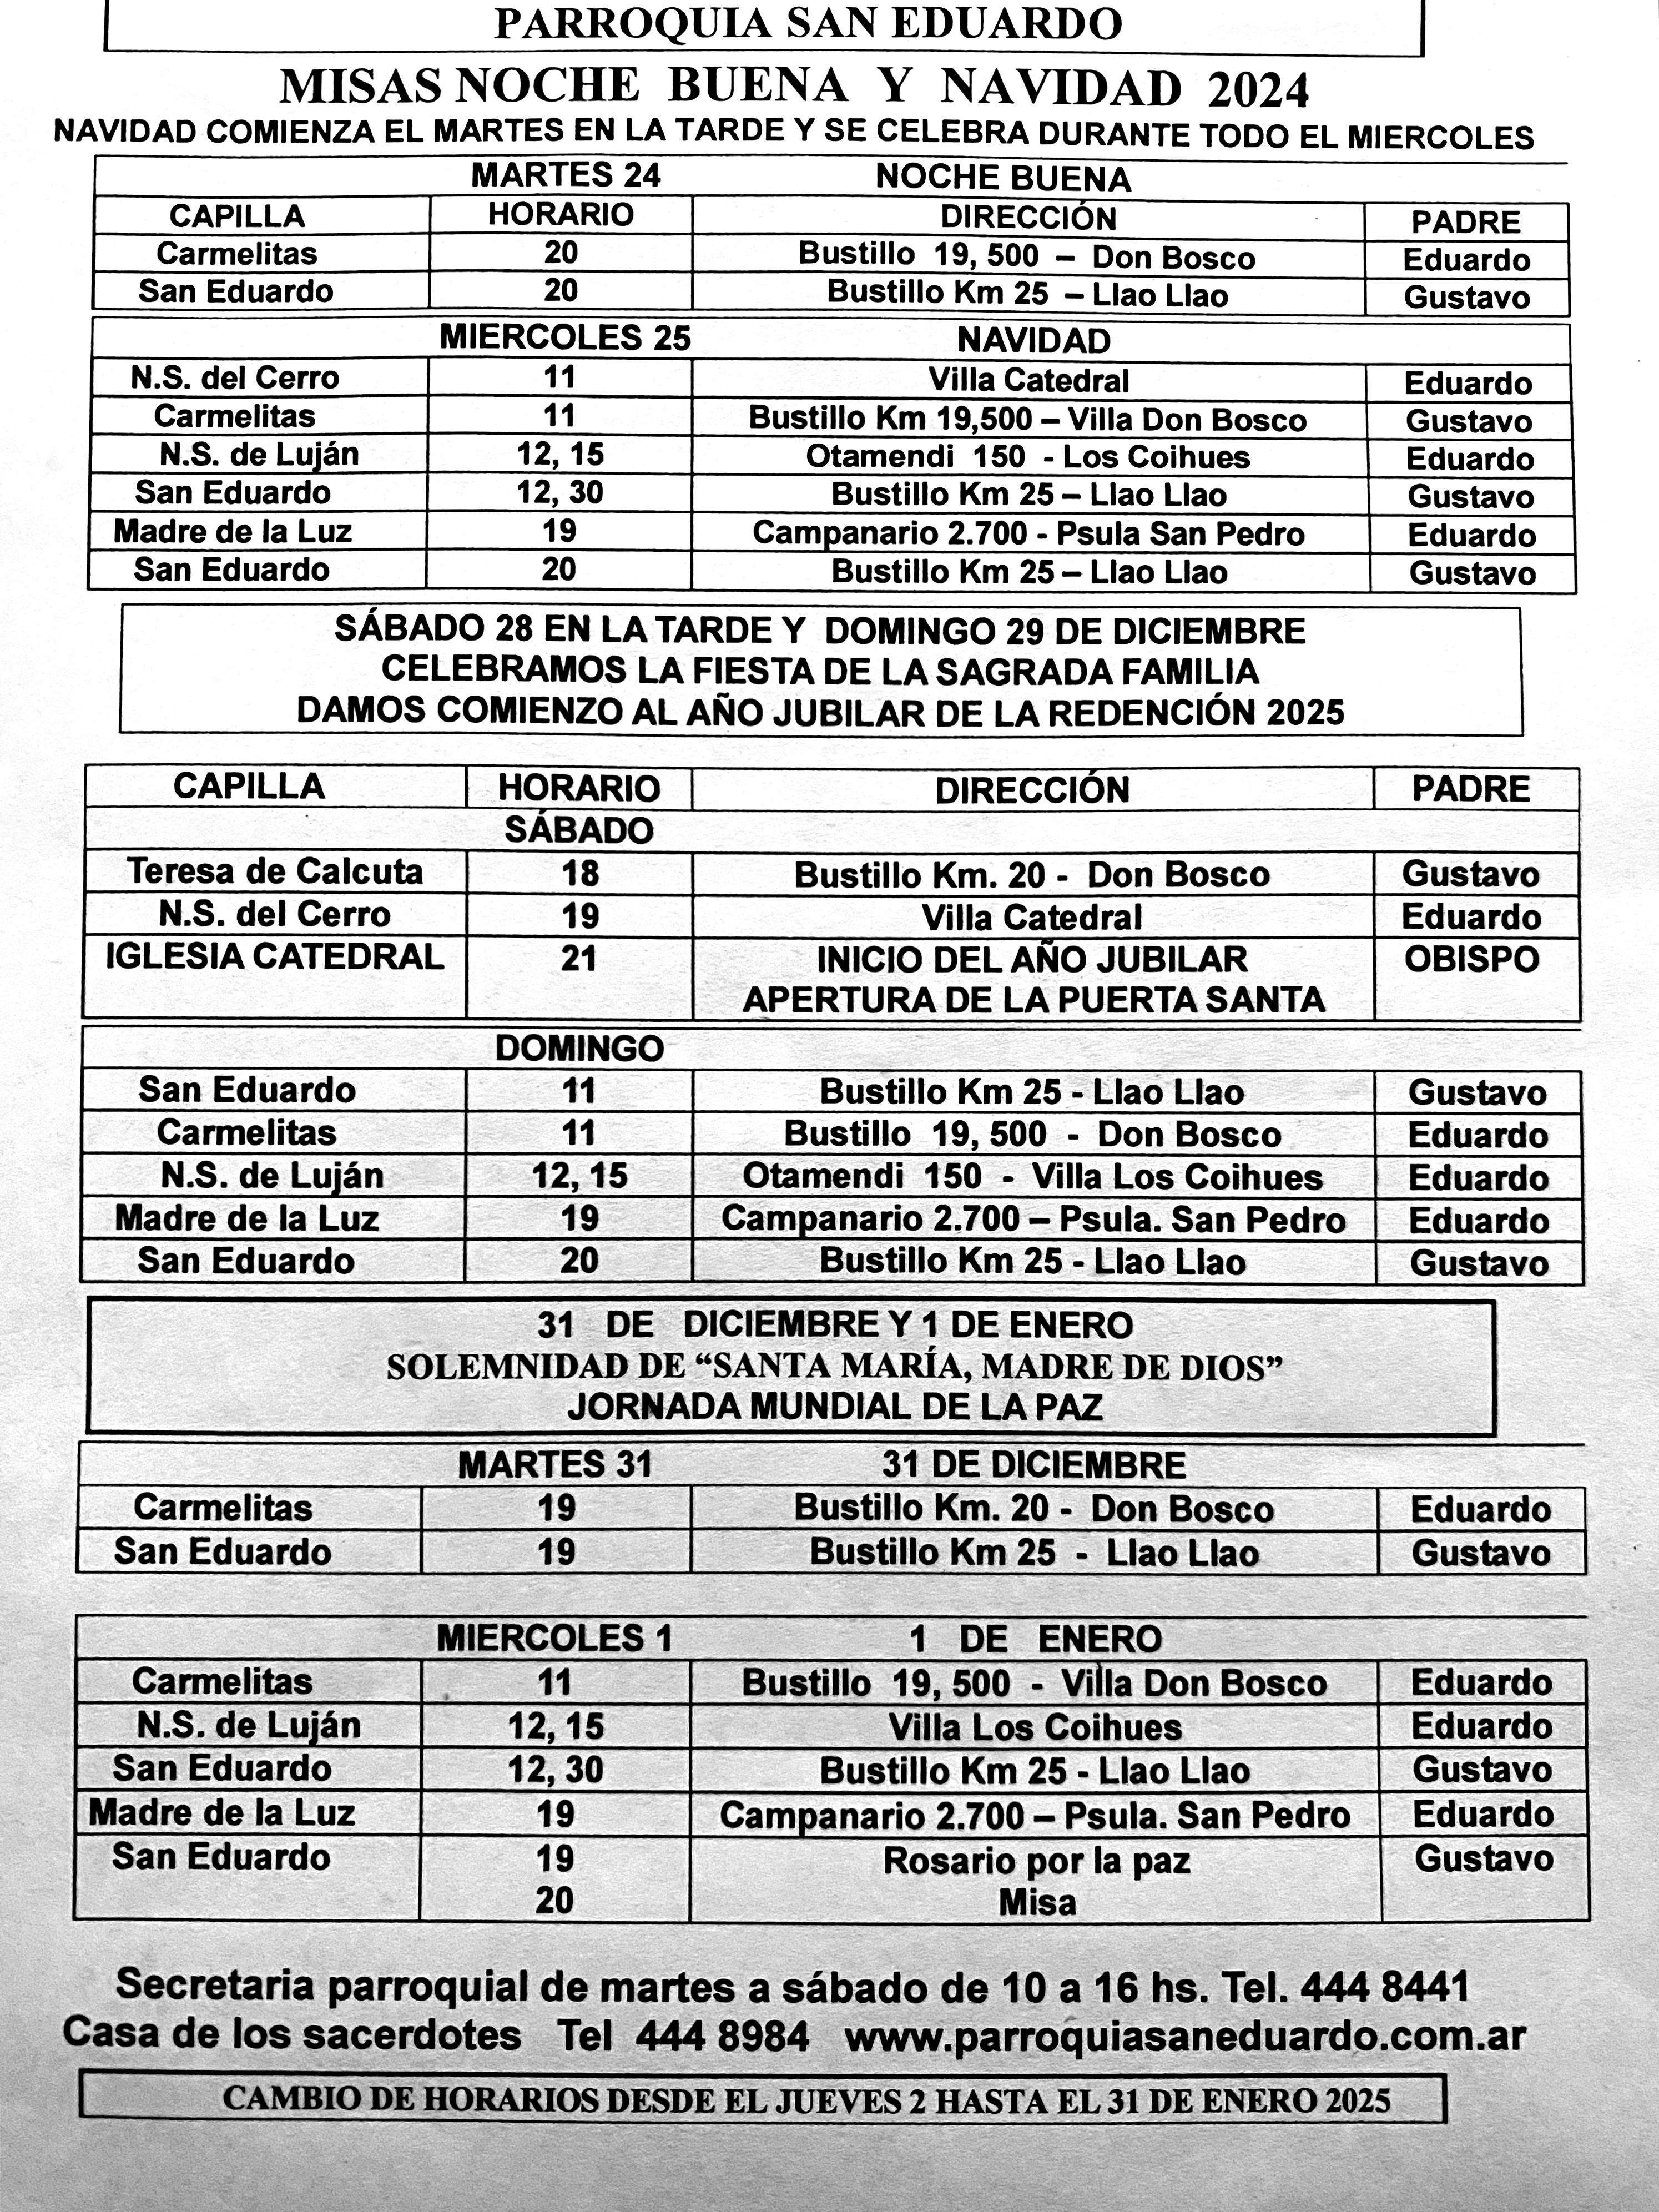 PARROQUIA SAN EDUARDO
MISAS NOCHE BUENA Y NAVIDAD 2024
NAVIDAD COMIENZA EL MARTES EN LA TARDE Y SE CELEBRA DURANTE TODO EL MIERCOLES
MARTES 24 NOCHE BUENA
CAPILLA HORARIO DIRECCIÓN PADRE
Carmelitas 20 Bustillo 19, 500 – Don Bosco Eduardo
San Eduardo 20 Bustillo Km 25 – Llao Llao Gustavo
MIERCOLES 25 NAVIDAD
N.S. del Cerro 11 Villa Catedral Eduardo
Carmelitas 11 Bustillo Km 19,500 – Villa Don Bosco Gustavo
N.S. de Luján 12, 15 Otamendi 150 - Los Coihues Eduardo
San Eduardo 12, 30 Bustillo Km 25 – Llao Llao Gustavo
Madre de la Luz 19 Campanario 2.700 - Psula San Pedro Eduardo
San Eduardo 20 Bustillo Km 25 – Llao Llao Gustavo
SÁBADO 28 EN LA TARDE Y DOMINGO 29 DE DICIEMBRE
CELEBRAMOS LA FIESTA DE LA SAGRADA FAMILIA
DAMOS COMIENZO AL AÑO JUBILAR DE LA REDENCIÓN 2025
CAPILLA HORARIO DIRECCIÓN PADRE
SÁBADO
Teresa de Calcuta 18 Bustillo Km. 20 - Don Bosco Gustavo
N.S. del Cerro 19 Villa Catedral Eduardo
IGLESIA CATEDRAL 21 INICIO DEL AÑO JUBILAR OBISPO
APERTURA DE LA PUERTA SANTA
DOMINGO
San Eduardo 11 Bustillo Km 25 - Llao Llao Gustavo
Carmelitas 11 Bustillo 19, 500 - Don Bosco Eduardo
N.S. de Luján 12, 15 Otamendi 150 - Villa Los Coihues Eduardo
Madre de la Luz 19 Campanario 2.700 – Psula. San Pedro Eduardo
San Eduardo 20 Bustillo Km 25 - Llao Llao Gustavo
31 DE DICIEMBRE Y 1 DE ENERO
SOLEMNIDAD DE “SANTA MARÍA, MADRE DE DIOS”
JORNADA MUNDIAL DE LA PAZ
MARTES 31 31 DE DICIEMBRE
Carmelitas 19 Bustillo Km. 20 - Don Bosco Eduardo
San Eduardo 19 Bustillo Km 25 - Llao Llao Gustavo
MIERCOLES 1 1 DE ENERO
Carmelitas 11 Bustillo 19, 500 - Villa Don Bosco Eduardo
N.S. de Luján 12, 15 Villa Los Coihues Eduardo
San Eduardo 12, 30 Bustillo Km 25 - Llao Llao Gustavo
Madre de la Luz 19 Campanario 2.700 – Psula. San Pedro Eduardo
San Eduardo 19 Rosario por la paz Gustavo
20 Misa
Secretaria parroquial de martes a sábado de 10 a 16 hs. Tel. 444 8441
Casa de los sacerdotes Tel 444 8984 www.parroquiasaneduardo.com.ar
CAMBIO DE HORARIOS DESDE EL JUEVES 2 HASTA EL 31 DE ENERO 2025